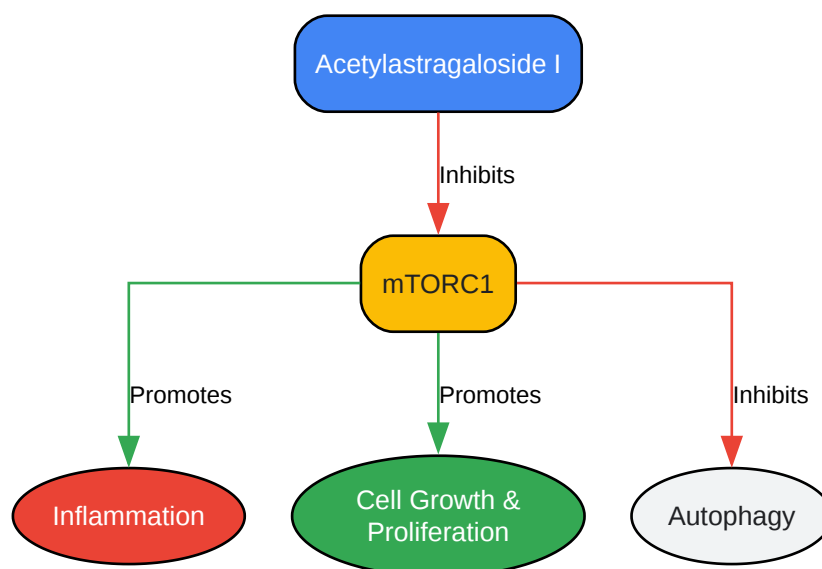 Acetylastragaloside I
Inhibits
mTORC1
Promotes
Promotes
Inhibits
Inflammation
Cell Growth &
Proliferation
Autophagy